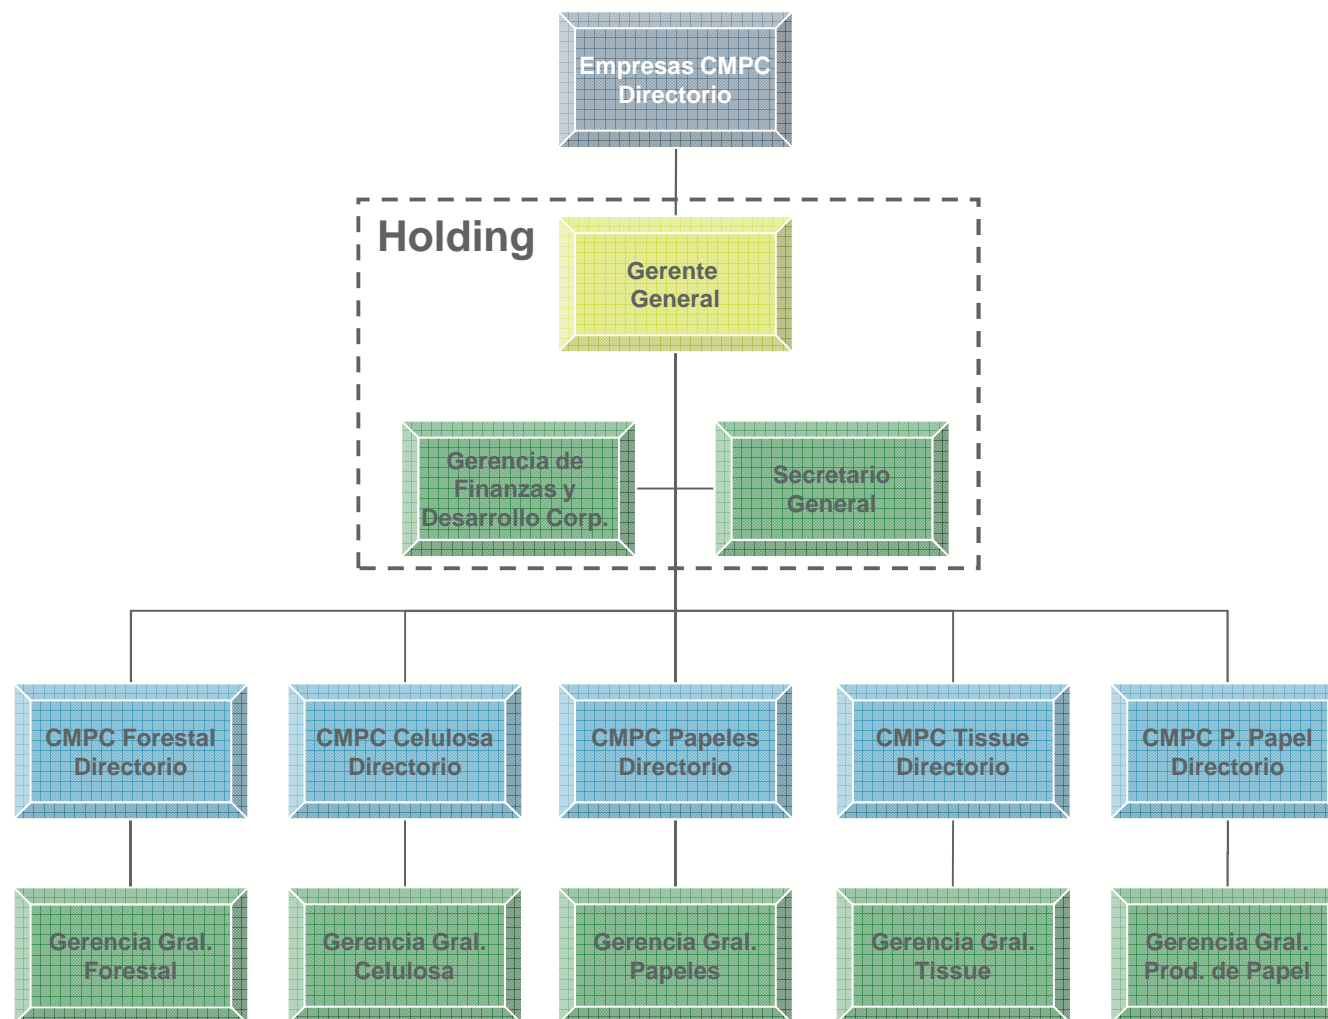 Empresas CMPC
Directorio
Holding
Gerente
General
Gerencia de
Finanzas y
Desarrollo Corp.
Secretario
General
CMPC Forestal
Directorio
CMPC Celulosa
Directorio
CMPC Papeles
Directorio
CMPC Tissue
Directorio
CMPC P. Papel
Directorio
Gerencia Gral.
Forestal
Gerencia Gral.
Celulosa
Gerencia Gral.
Papeles
Gerencia Gral.
Tissue
Gerencia Gral.
Prod. de Papel